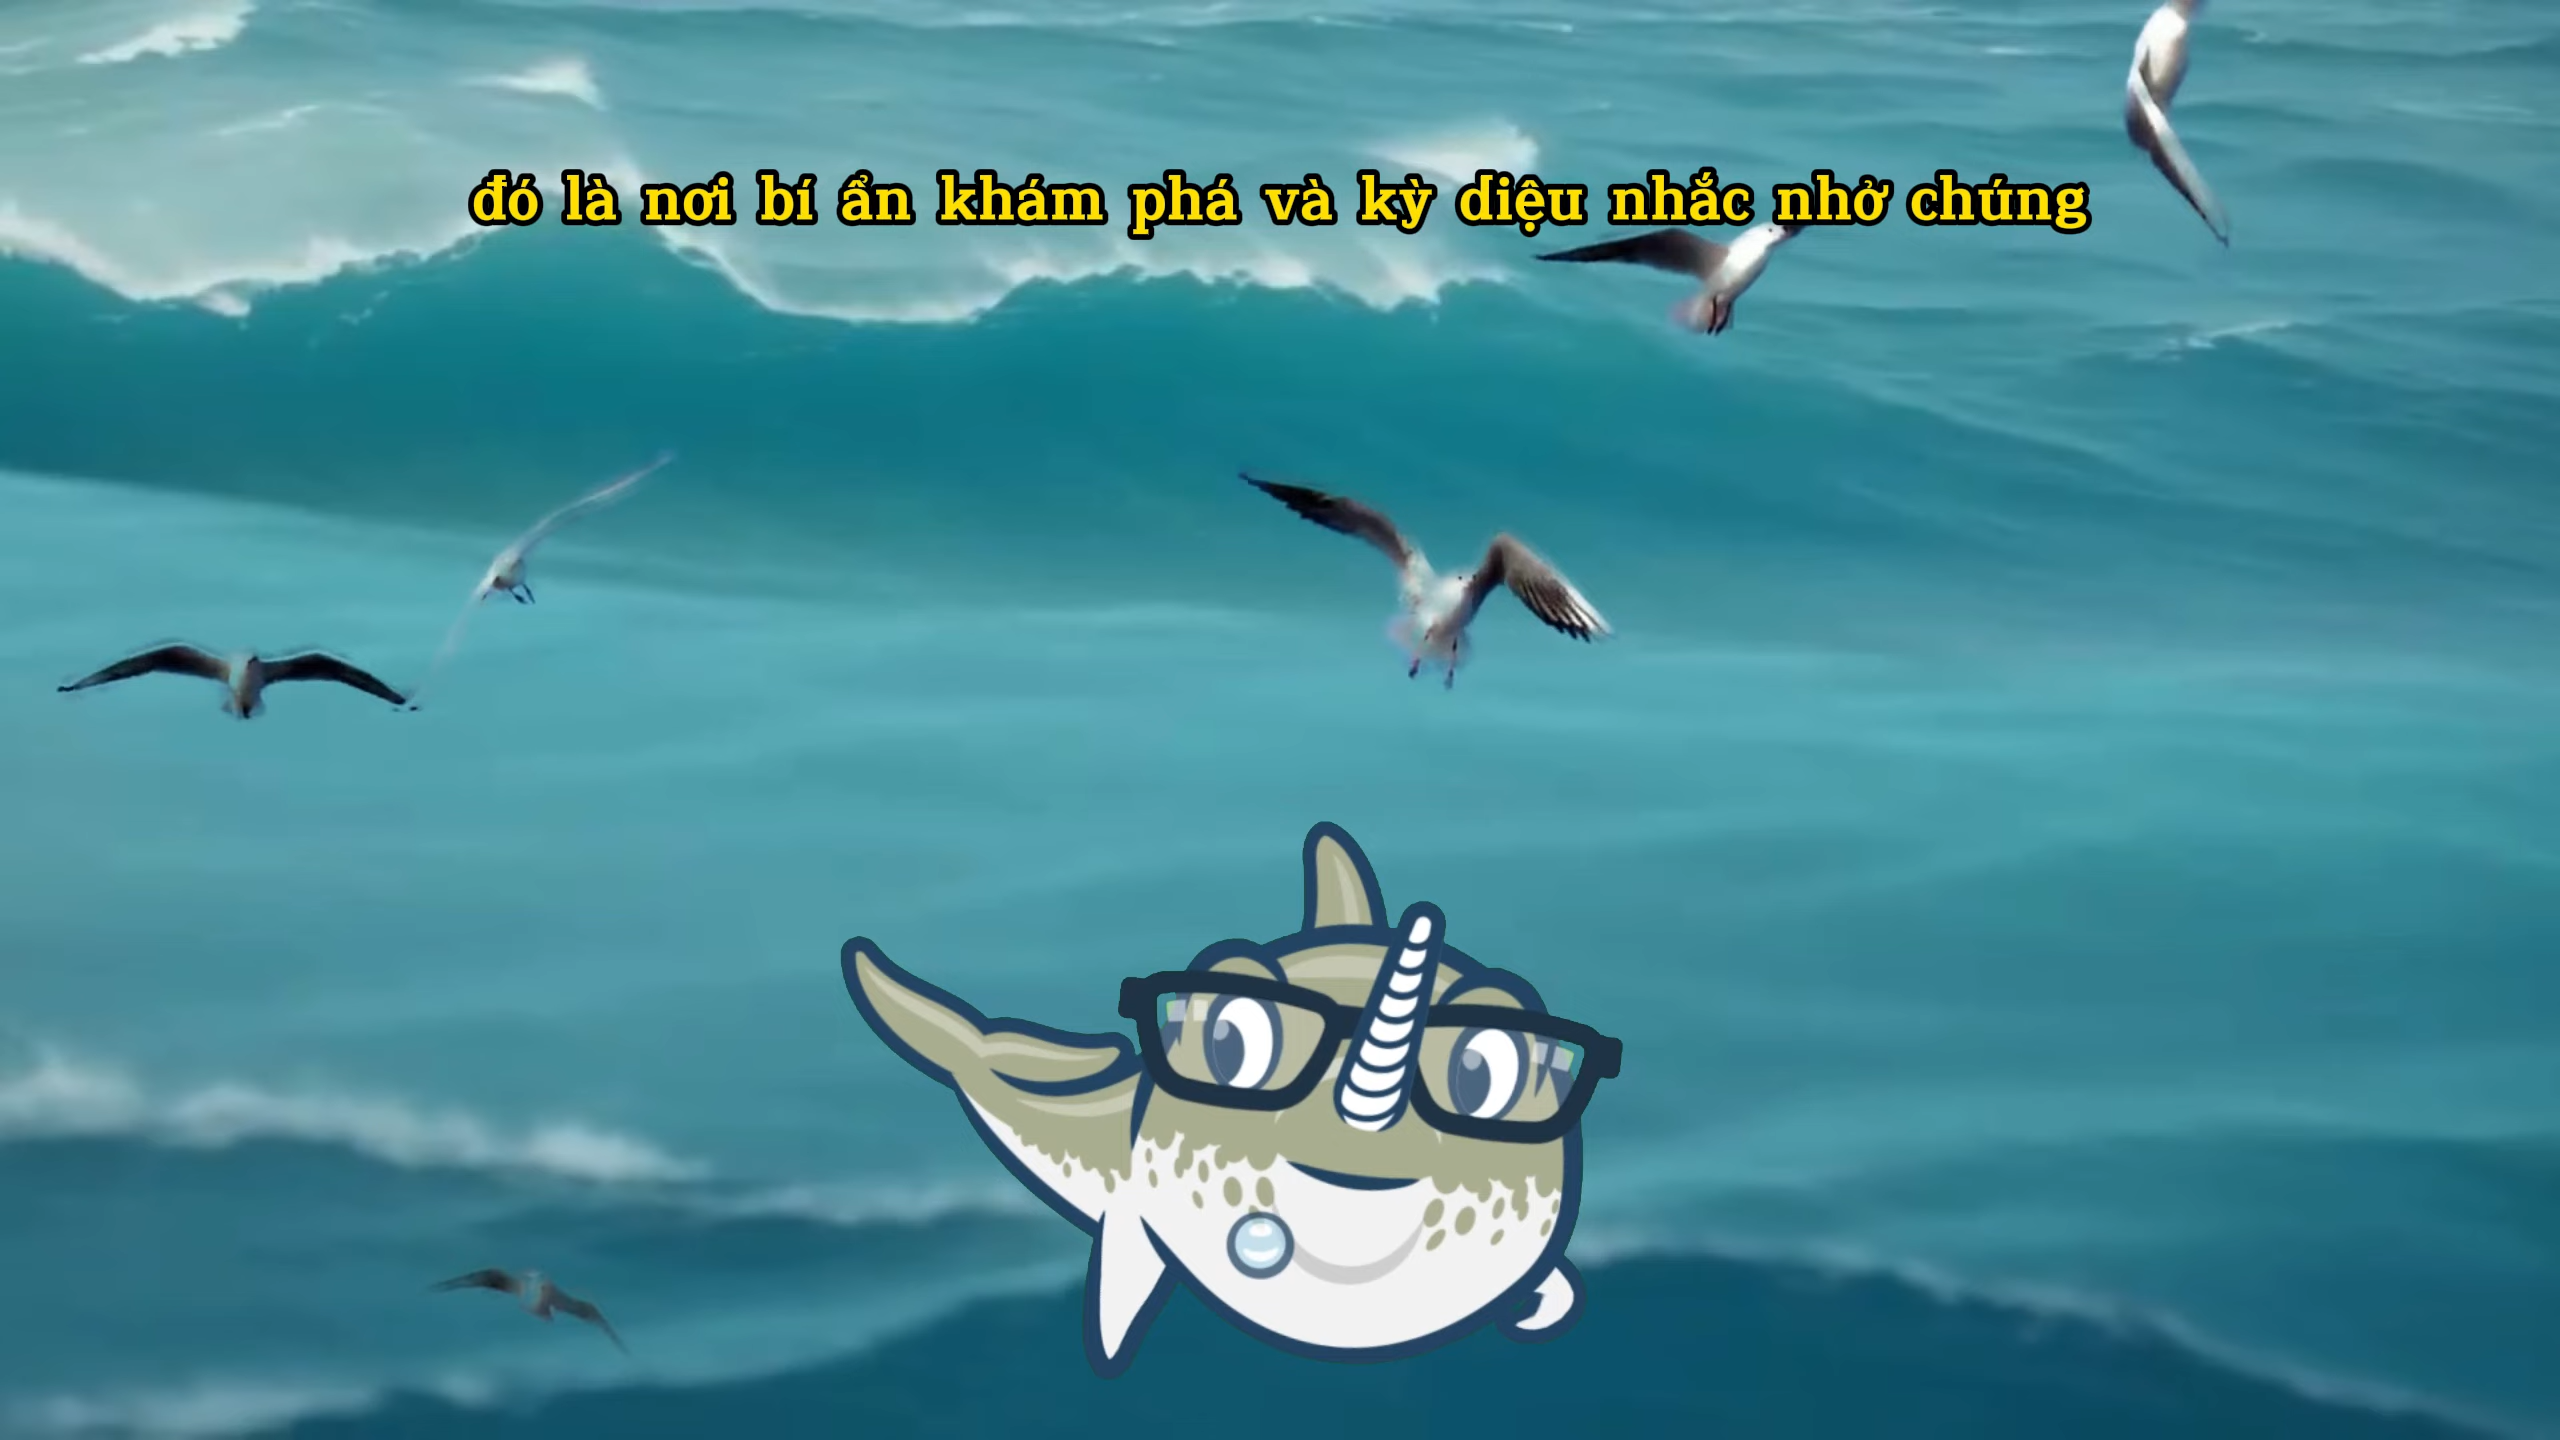 đó là nơi bí ẩn khám phá và kỳ diệu nhắc nhở chúng